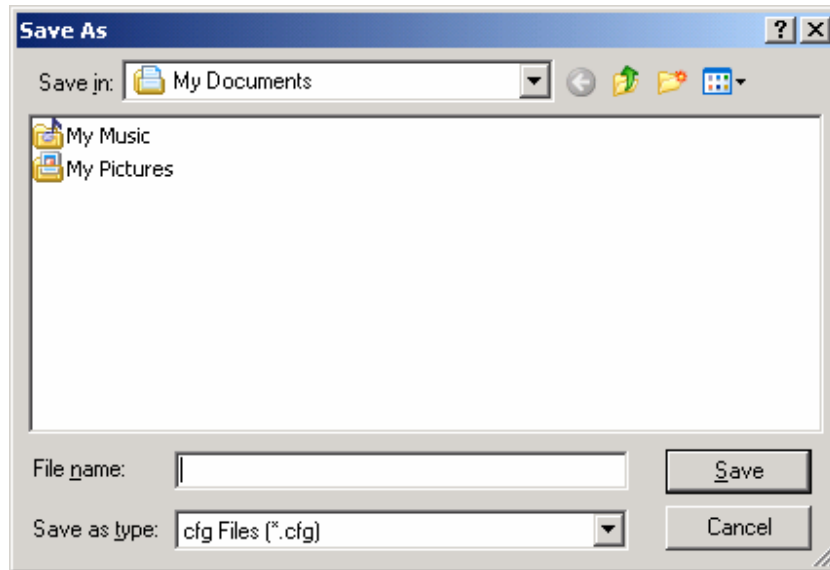 Save As
Save in: My Documents
My Music
My Pictures
File name: Save
Save as type: cfg Files (*.cfg) Cancel